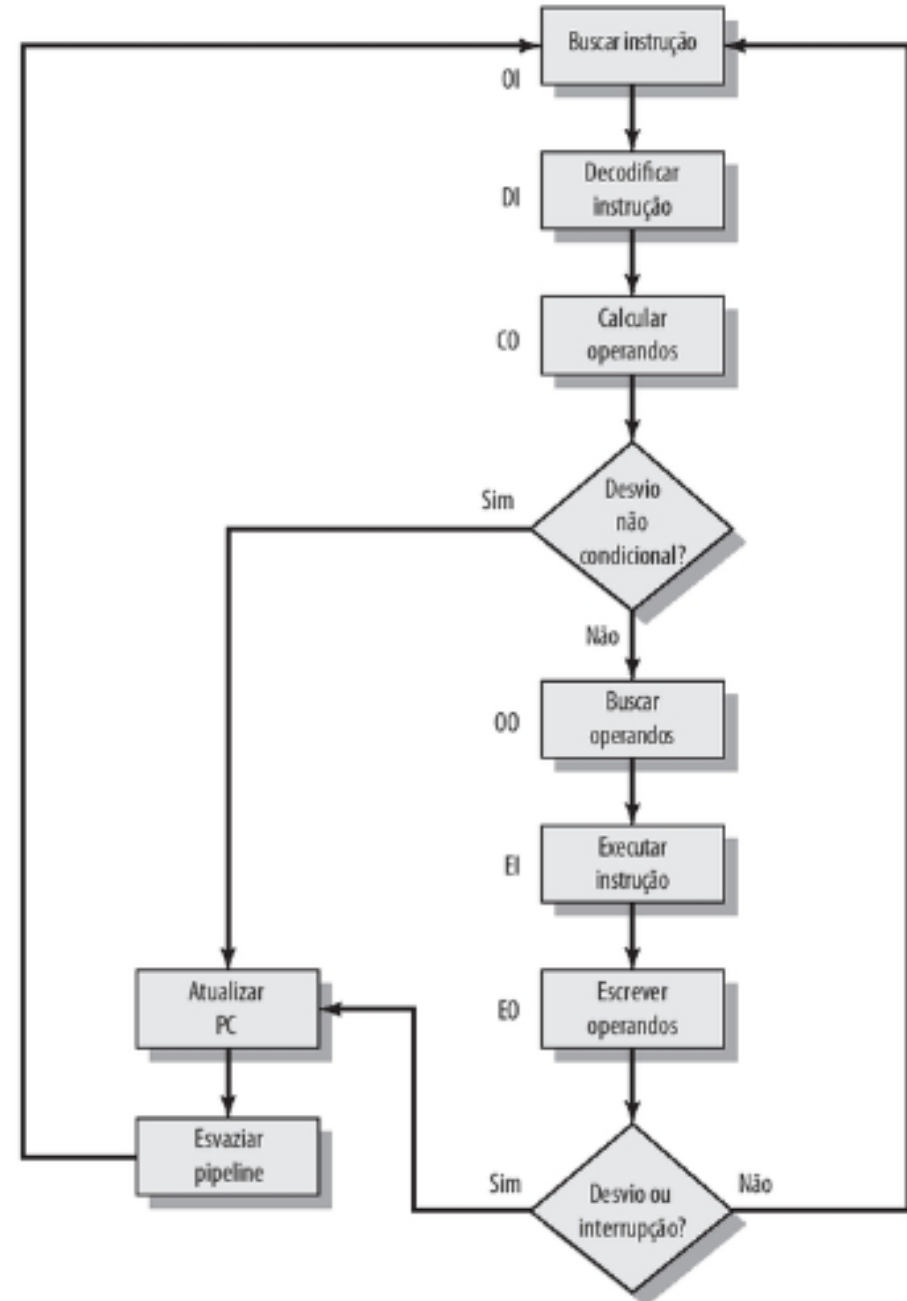 Buscar instrução
OI
Decodificar
instrução
DI
Calcular
operandos
CO
Desvio
não
condicional?
Sim
Não
Buscar
operandos
OO
Executar
instrução
EI
Escrever
operandos
EO
Atualizar
PC
Esvaziar
pipeline
Desvio ou
interrupção?
Sim
Não